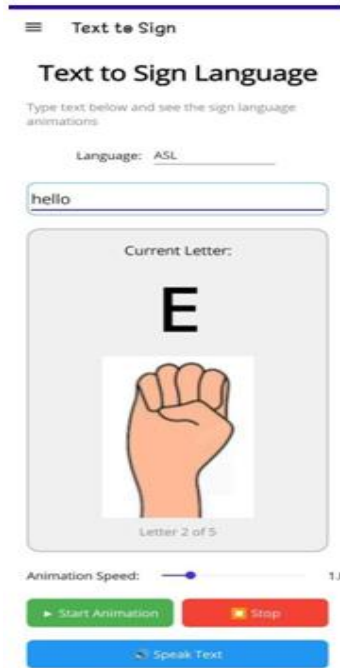 Text to Sign
Text to Sign Language
Type text below and see the sign language
animations
Language: ASL
hello
Current Letter:
E
Letter 2 of 5
Animation Speed:
► Start Animation
Stop
Speak Text